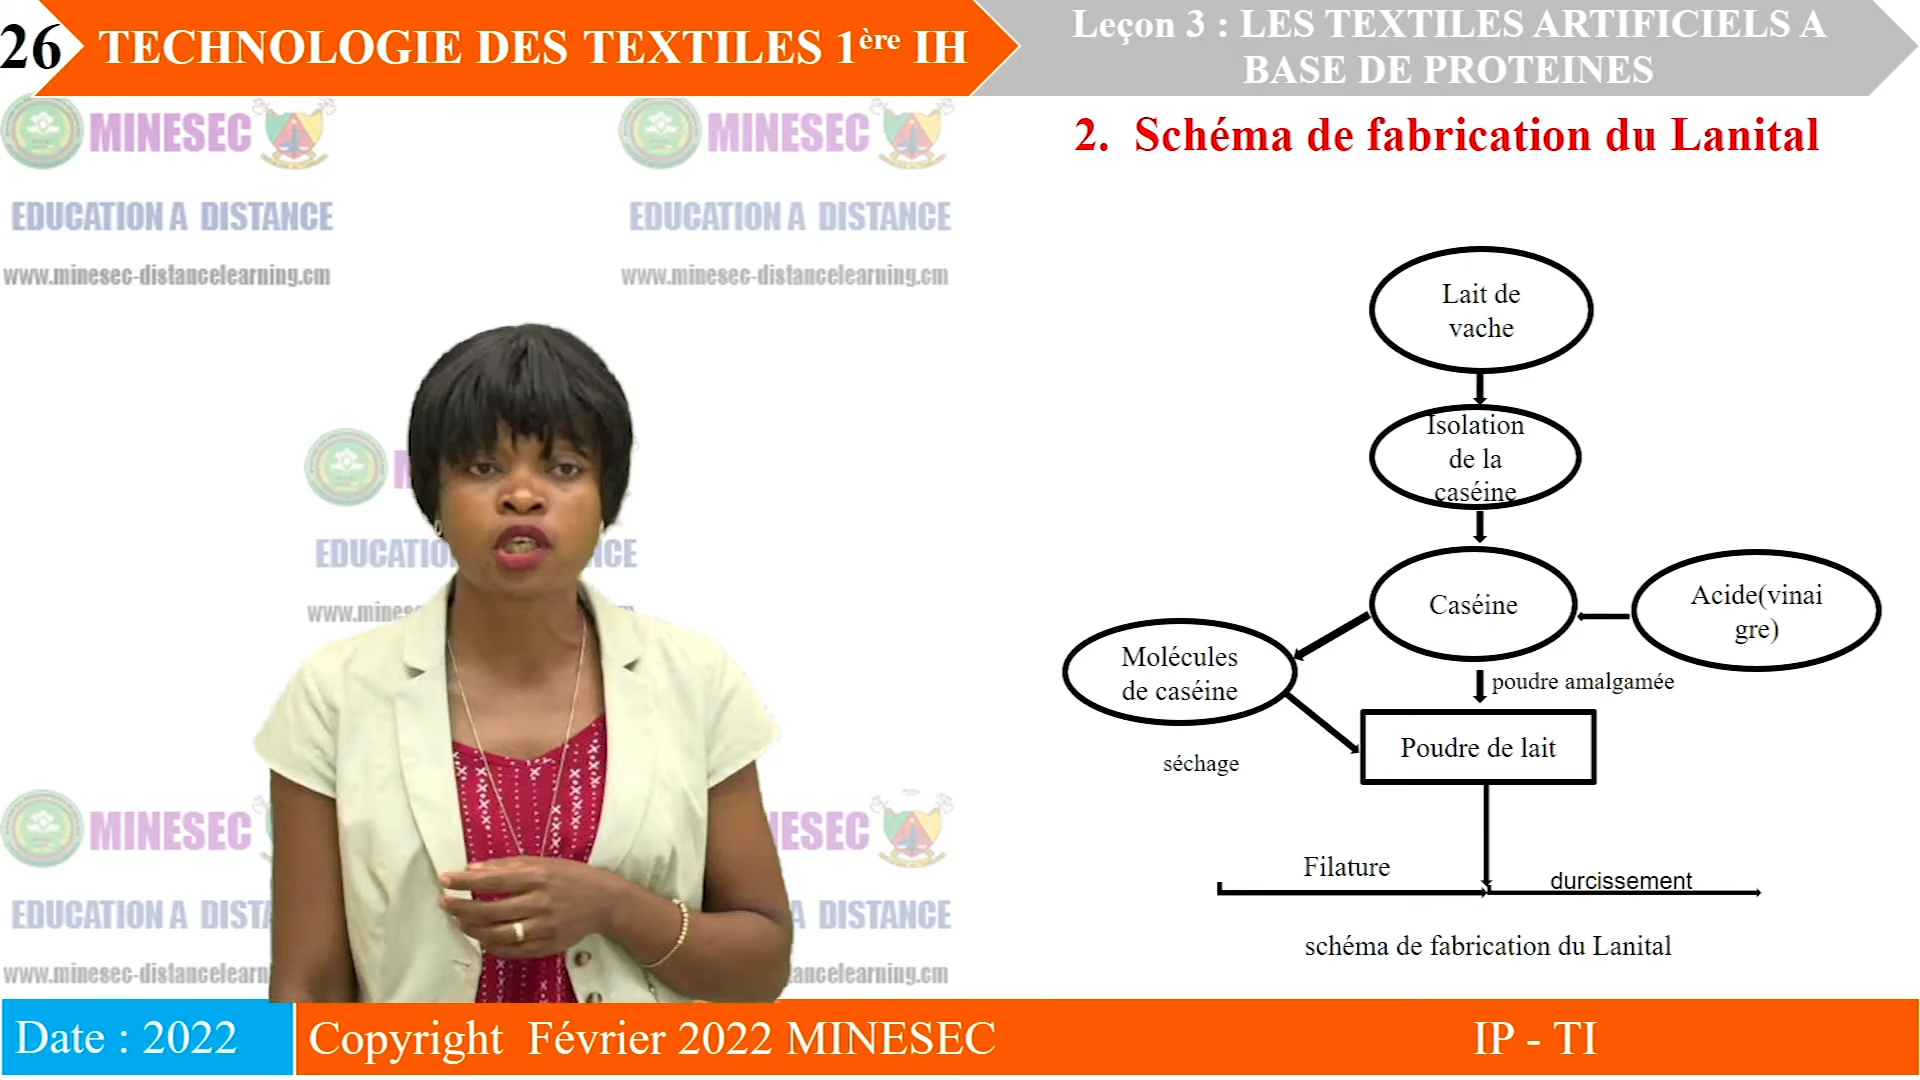 26
TECHNOLOGIE DES TEXTILES 1ère IH
Leçon 3 : LES TEXTILES ARTIFICIELS A
BASE DE PROTEINES
MINESEC
EDUCATION A DISTANCE
www.minesec-distancelearning.cm
MINESEC
EDUCATION A DISTANCE
www.minesec-distancelearning.cm
2. Schéma de fabrication du Lanital
Lait de
vache
Isolation
de la
caséine
Caséine
Acide(vinai
gre)
Molécules
de caséine
poudre amalgamée
Poudre de lait
séchage
Filature
durcissement
schéma de fabrication du Lanital
MINESEC
Date : 2022
Copyright Février 2022 MINESEC
IP - TI